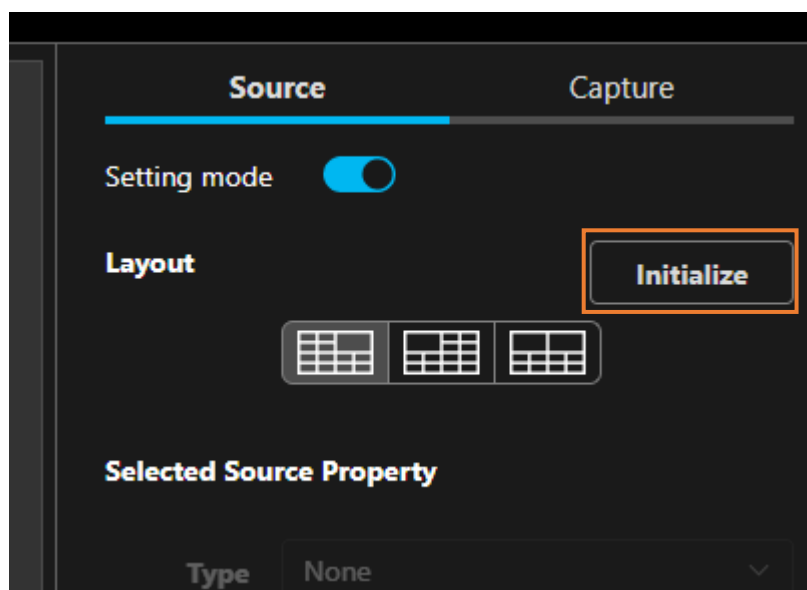 Source Capture
Setting mode
Layout
Initialize
Selected Source Property
Type None